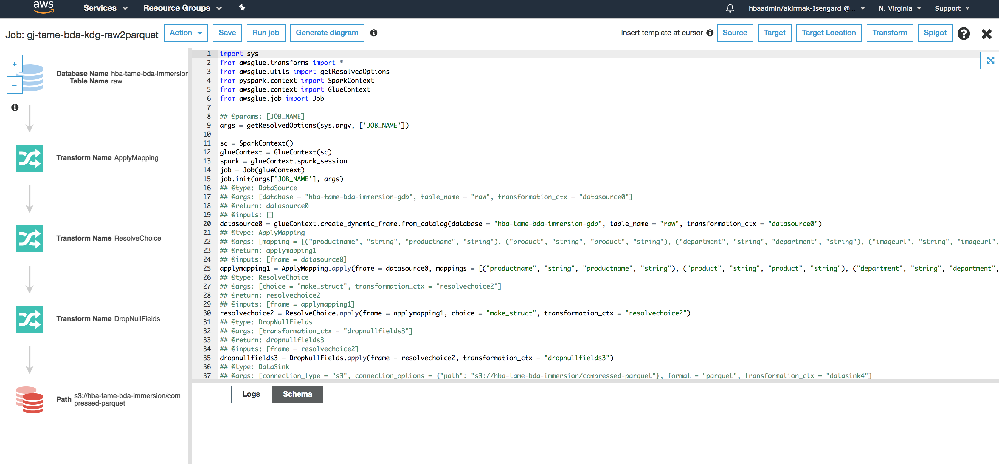 aws Services Resource Groups hbaadmin/akirmak-Isengard @... N. Virginia Support
Job: gj-tame-bda-kdg-raw2parquet Action Save Run job Generate diagram Insert template at cursor Source Target Target Location Transform Spigot
Database Name hba-tame-bda-immersion
Table Name raw
Transform Name ApplyMapping
Transform Name ResolveChoice
Transform Name DropNullFields
Path s3://hba-tame-bda-immersion/com
pressed-parquet
1 import sys
2 from awsglue.transforms import *
3 from awsglue.utils import getResolvedOptions
4 from pyspark.context import SparkContext
5 from awsglue.context import GlueContext
6 from awsglue.job import Job
7
8 ## @params: [JOB_NAME]
9 args = getResolvedOptions(sys.argv, ['JOB_NAME'])
10
11 sc = SparkContext()
12 glueContext = GlueContext(sc)
13 spark = glueContext.spark_session
14 job = Job(glueContext)
15 job.init(args['JOB_NAME'], args)
16 ## @type: DataSource
17 ## @args: [database = "hba-tame-bda-immersion-gdb", table_name = "raw", transformation_ctx = "datasource0"]
18 ## @return: datasource0
19 ## @inputs: []
20 datasource0 = glueContext.create_dynamic_frame.from_catalog(database = "hba-tame-bda-immersion-gdb", table_name = "raw", transformation_ctx = "datasource0")
21 ## @type: ApplyMapping
22 ## @args: [mapping = [("productname", "string", "productname", "string"), ("product", "string", "product", "string"), ("department", "string", "department", "string"), ("imageurl", "string", "imageurl",
23 ## @return: applymapping1
24 ## @inputs: [frame = datasource0]
25 applymapping1 = ApplyMapping.apply(frame = datasource0, mappings = [("productname", "string", "productname", "string"), ("product", "string", "product", "string"), ("department", "string", "department",
26 ## @type: ResolveChoice
27 ## @args: [choice = "make_struct", transformation_ctx = "resolvechoice2"]
28 ## @return: resolvechoice2
29 ## @inputs: [frame = applymapping1]
30 resolvechoice2 = ResolveChoice.apply(frame = applymapping1, choice = "make_struct", transformation_ctx = "resolvechoice2")
31 ## @type: DropNullFields
32 ## @args: [transformation_ctx = "dropnullfields3"]
33 ## @return: dropnullfields3
34 ## @inputs: [frame = resolvechoice2]
35 dropnullfields3 = DropNullFields.apply(frame = resolvechoice2, transformation_ctx = "dropnullfields3")
36 ## @type: DataSink
37 ## @args: [connection_type = "s3", connection_options = {"path": "s3://hba-tame-bda-immersion/compressed-parquet"}, format = "parquet", transformation_ctx = "datasink4"]
Logs Schema